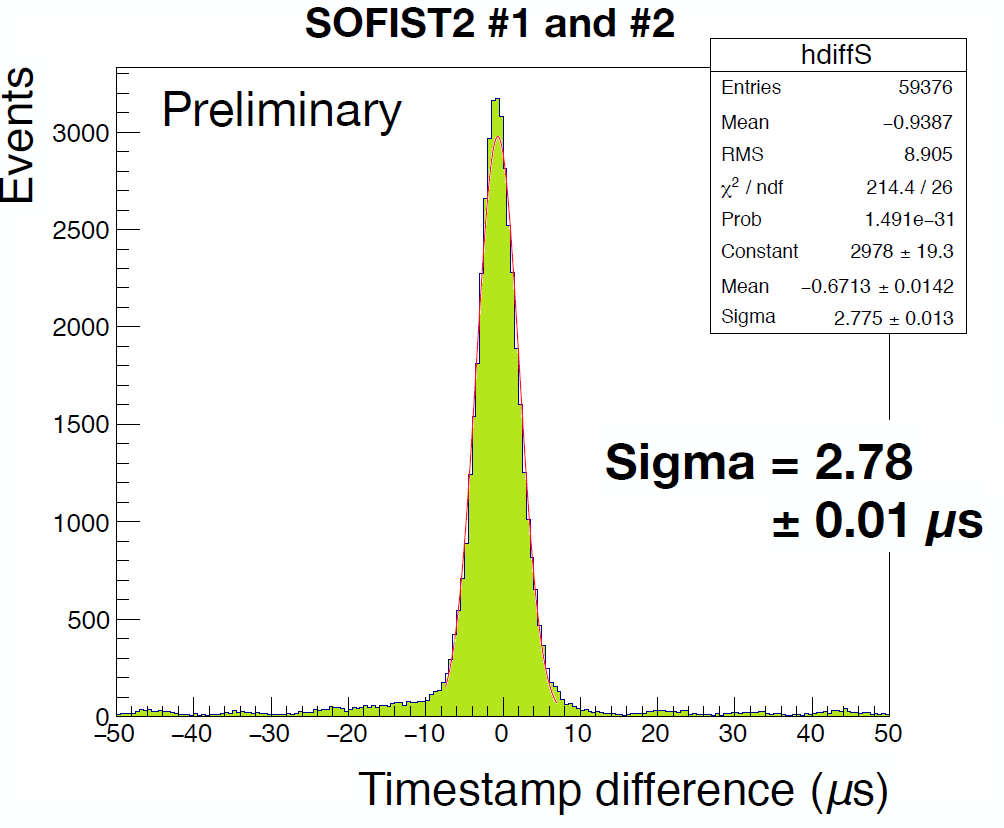 SOFIST2 #1 and #2
Events
Preliminary
hdiffS
Entries 59376
Mean −0.9387
RMS 8.905
χ² / ndf 214.4 / 26
Prob 1.491e−31
Constant 2978 ± 19.3
Mean −0.6713 ± 0.0142
Sigma 2.775 ± 0.013
Sigma = 2.78
± 0.01 µs
3000
2500
2000
1500
1000
500
0
−50 −40 −30 −20 −10 0 10 20 30 40 50
Timestamp difference (µs)